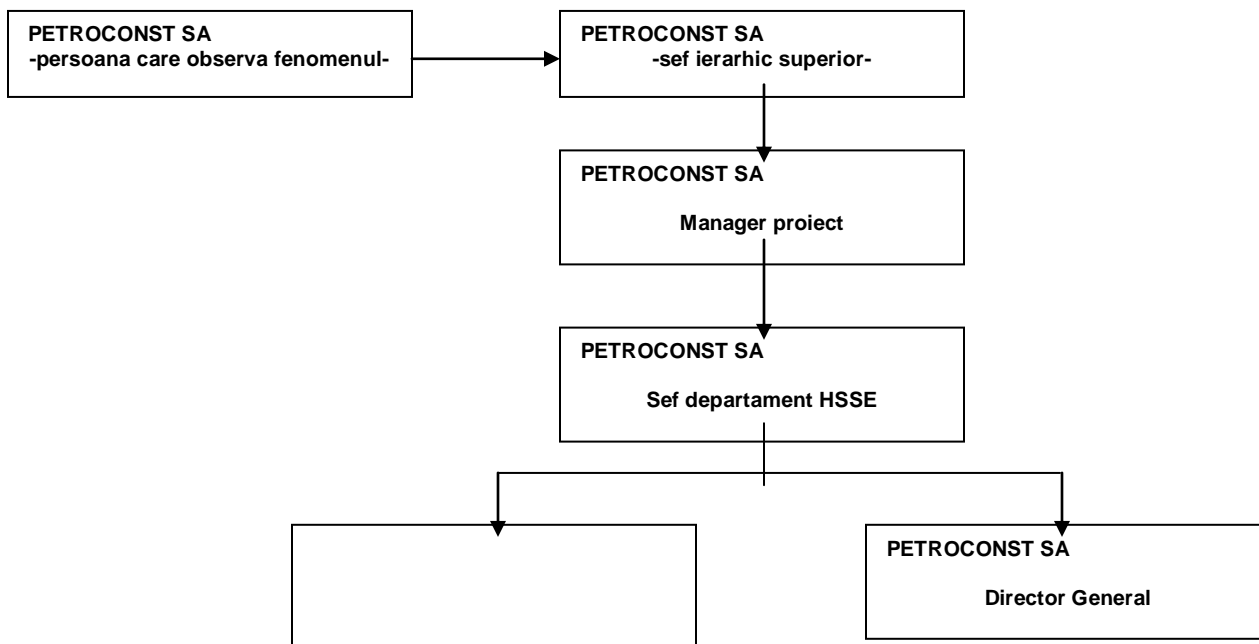 PETROCONST SA
-persoana care observa fenomenul-
PETROCONST SA
-sef ierarhic superior-
PETROCONST SA
Manager proiect
PETROCONST SA
Sef departament HSSE
PETROCONST SA
Director General